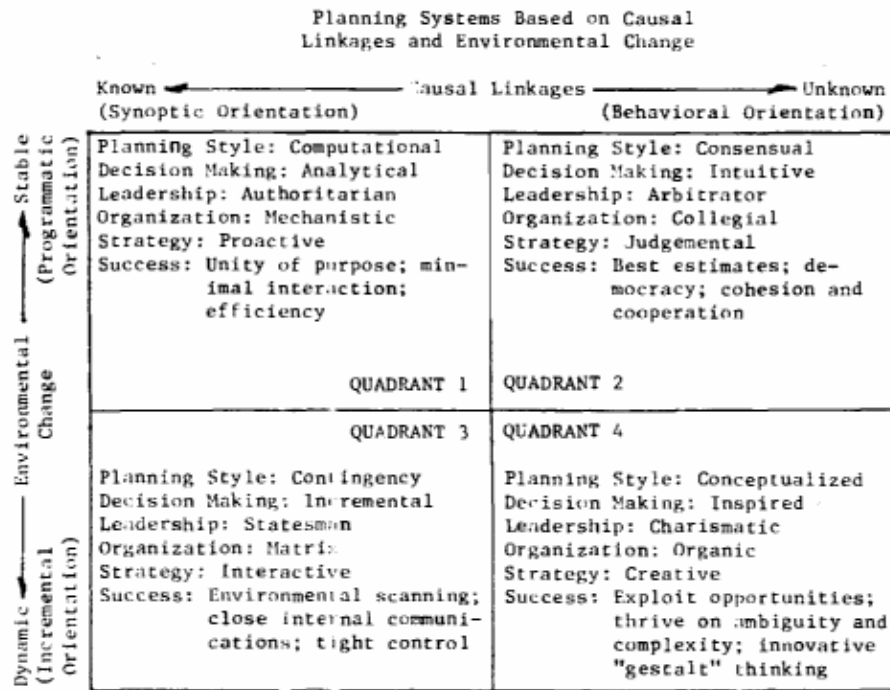 Planning Systems Based on Causal
Linkages and Environmental Change
Known Causal Linkages Unknown
(Synoptic Orientation) (Behavioral Orientation)
Stable
(Programmatic
Orientation)
Planning Style: Computational
Decision Making: Analytical
Leadership: Authoritarian
Organization: Mechanistic
Strategy: Proactive
Success: Unity of purpose; min-
imal interaction;
efficiency
QUADRANT 1
Planning Style: Consensual
Decision Making: Intuitive
Leadership: Arbitrator
Organization: Collegial
Strategy: Judgemental
Success: Best estimates; de-
mocracy; cohesion and
cooperation
QUADRANT 2
Environmental
Change
QUADRANT 3
Planning Style: Contingency
Decision Making: Incremental
Leadership: Statesman
Organization: Matrix
Strategy: Interactive
Success: Environmental scanning;
close internal communi-
cations; tight control
QUADRANT 4
Planning Style: Conceptualized
Decision Making: Inspired
Leadership: Charismatic
Organization: Organic
Strategy: Creative
Success: Exploit opportunities;
thrive on ambiguity and
complexity; innovative
"gestalt" thinking
Dynamic
(Incremental
Orientation)